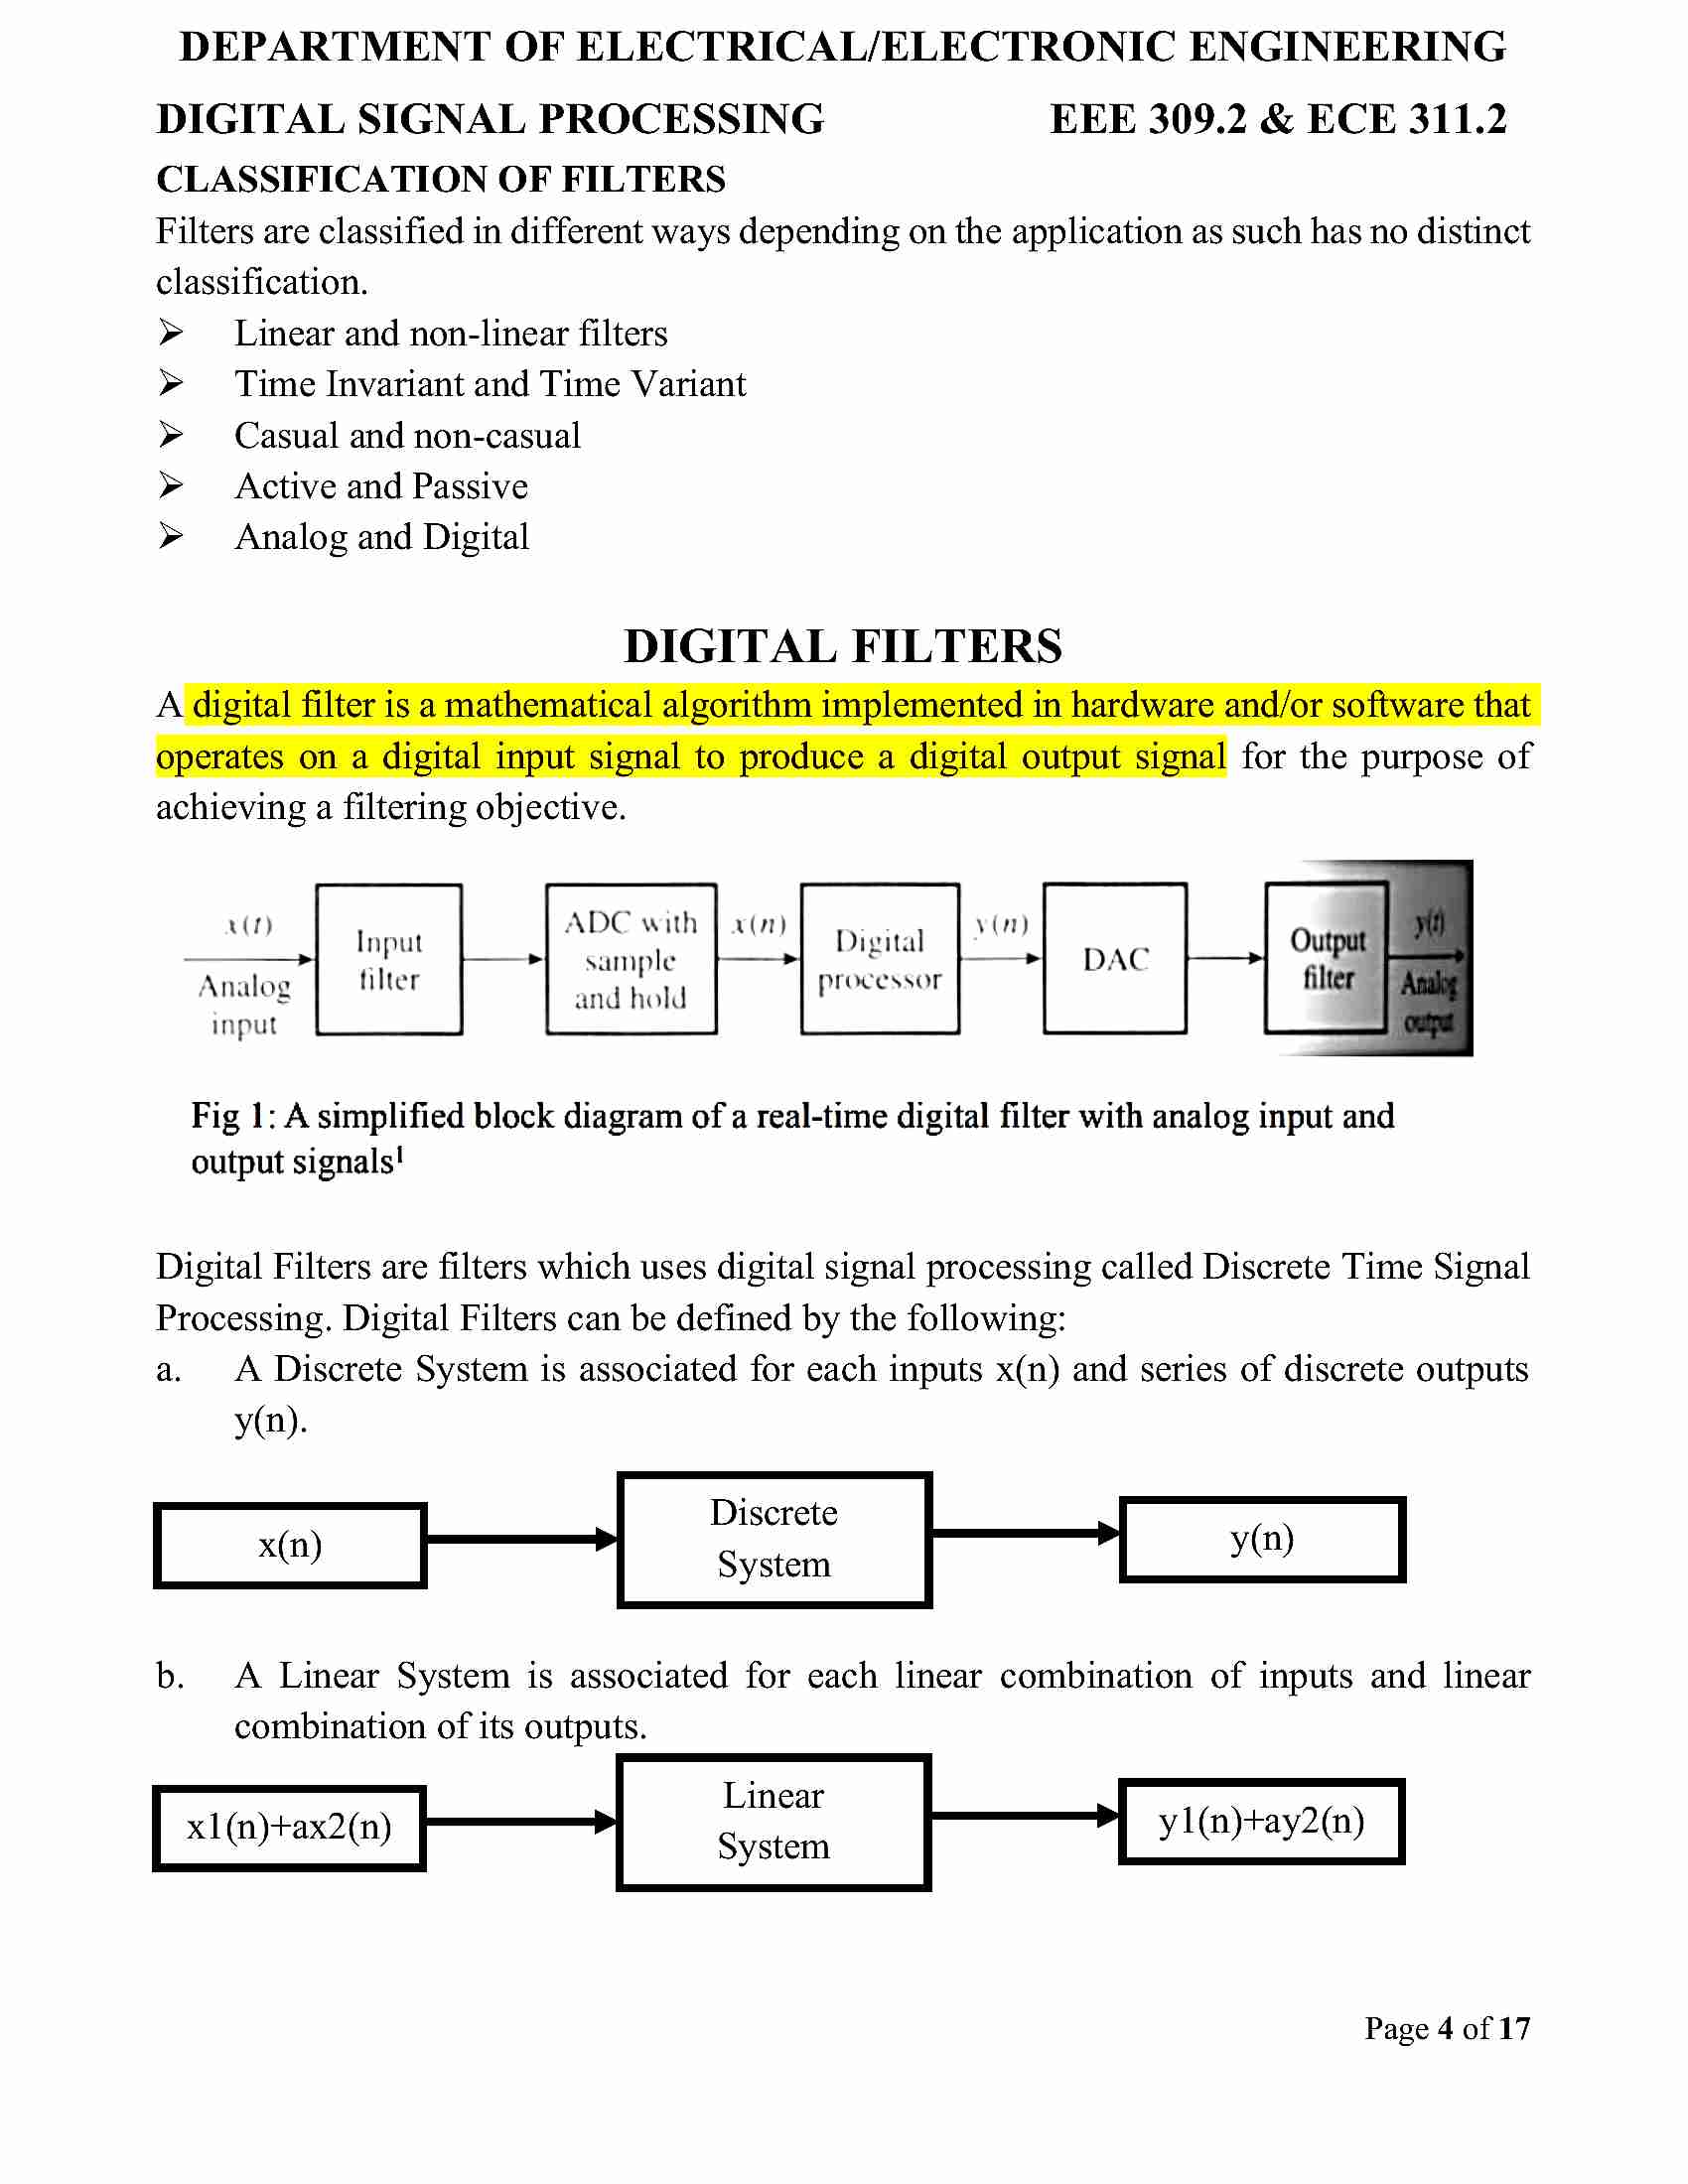 DEPARTMENT OF ELECTRICAL/ELECTRONIC ENGINEERING
DIGITAL SIGNAL PROCESSING EEE 309.2 & ECE 311.2
CLASSIFICATION OF FILTERS
Filters are classified in different ways depending on the application as such has no distinct
classification.
➢ Linear and non-linear filters
➢ Time Invariant and Time Variant
➢ Casual and non-casual
➢ Active and Passive
➢ Analog and Digital
DIGITAL FILTERS
A digital filter is a mathematical algorithm implemented in hardware and/or software that
operates on a digital input signal to produce a digital output signal for the purpose of
achieving a filtering objective.
x(t)
Analog
input
Input
filter
ADC with
sample
and hold
x(n)
Digital
processor
y(n)
DAC
Output
filter
y(t)
Analog
output
Fig 1: A simplified block diagram of a real-time digital filter with analog input and
output signals¹
Digital Filters are filters which uses digital signal processing called Discrete Time Signal
Processing. Digital Filters can be defined by the following:
a. A Discrete System is associated for each inputs x(n) and series of discrete outputs
y(n).
x(n)
Discrete
System
y(n)
b. A Linear System is associated for each linear combination of inputs and linear
combination of its outputs.
x1(n)+ax2(n)
Linear
System
y1(n)+ay2(n)
Page 4 of 17